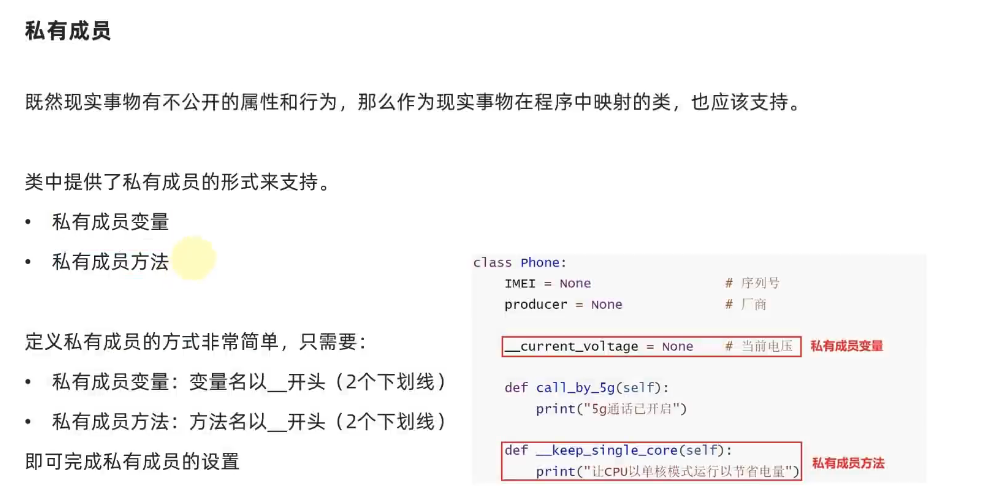 私有成员
既然现实事物有不公开的属性和行为，那么作为现实事物在程序中映射的类，也应该支持。
类中提供了私有成员的形式来支持。
• 私有成员变量
• 私有成员方法
定义私有成员的方式非常简单，只需要：
• 私有成员变量：变量名以__开头（2个下划线）
• 私有成员方法：方法名以__开头（2个下划线）
即可完成私有成员的设置
class Phone:
    IMEI = None                 # 序列号
    producer = None             # 厂商
    __current_voltage = None    # 当前电压 私有成员变量
    def call_by_5g(self):
        print("5g通话已开启")
    def __keep_single_core(self):
        print("让CPU以单核模式运行以节省电量") 私有成员方法